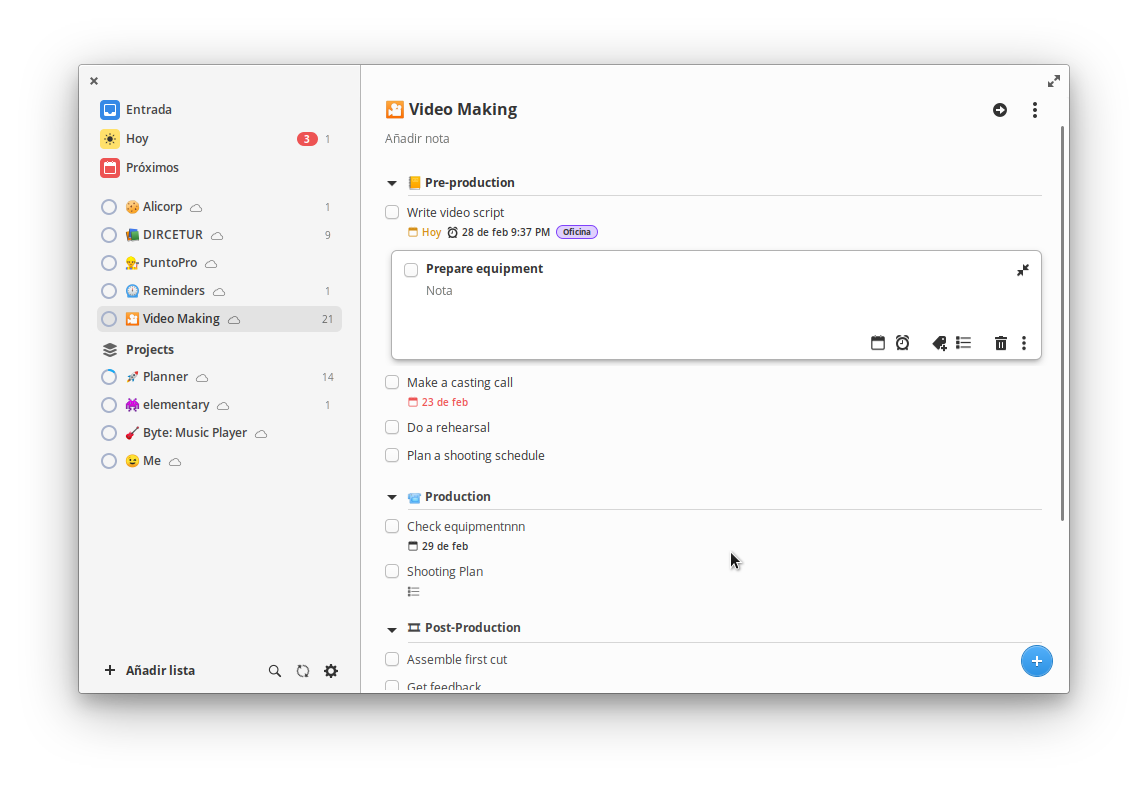 Entrada
Hoy 3 1
Próximos
Alicorp 1
DIRCETUR 9
PuntoPro
Reminders 1
Video Making 21
Projects
Planner 14
elementary 1
Byte: Music Player
Me
Añadir lista
Video Making
Añadir nota
Pre-production
Write video script
Hoy 28 de feb 9:37 PM Oficina
Prepare equipment
Nota
Make a casting call
23 de feb
Do a rehearsal
Plan a shooting schedule
Production
Check equipmentnnn
29 de feb
Shooting Plan
Post-Production
Assemble first cut
Get feedback